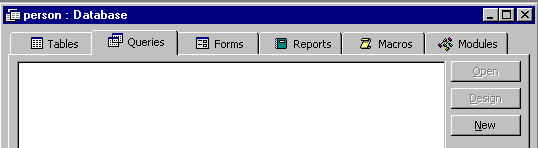 person : Database
Tables Queries Forms Reports Macros Modules
Open
Design
New